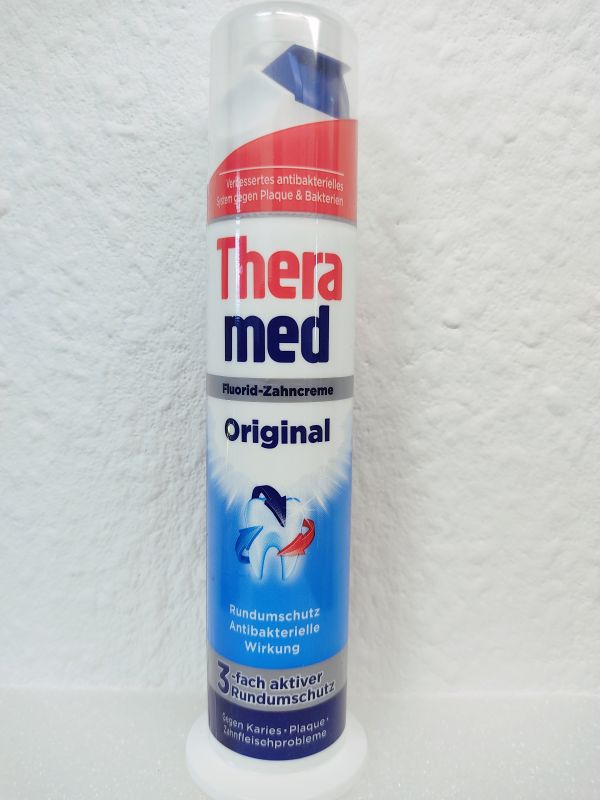 Verbessertes antibakterielles
System gegen Plaque & Bakterien
Thera
med
Fluorid-Zahncreme
Original
Rundumschutz
Antibakterielle
Wirkung
3-fach aktiver
Rundumschutz
Gegen Karies · Plaque ·
Zahnfleischprobleme